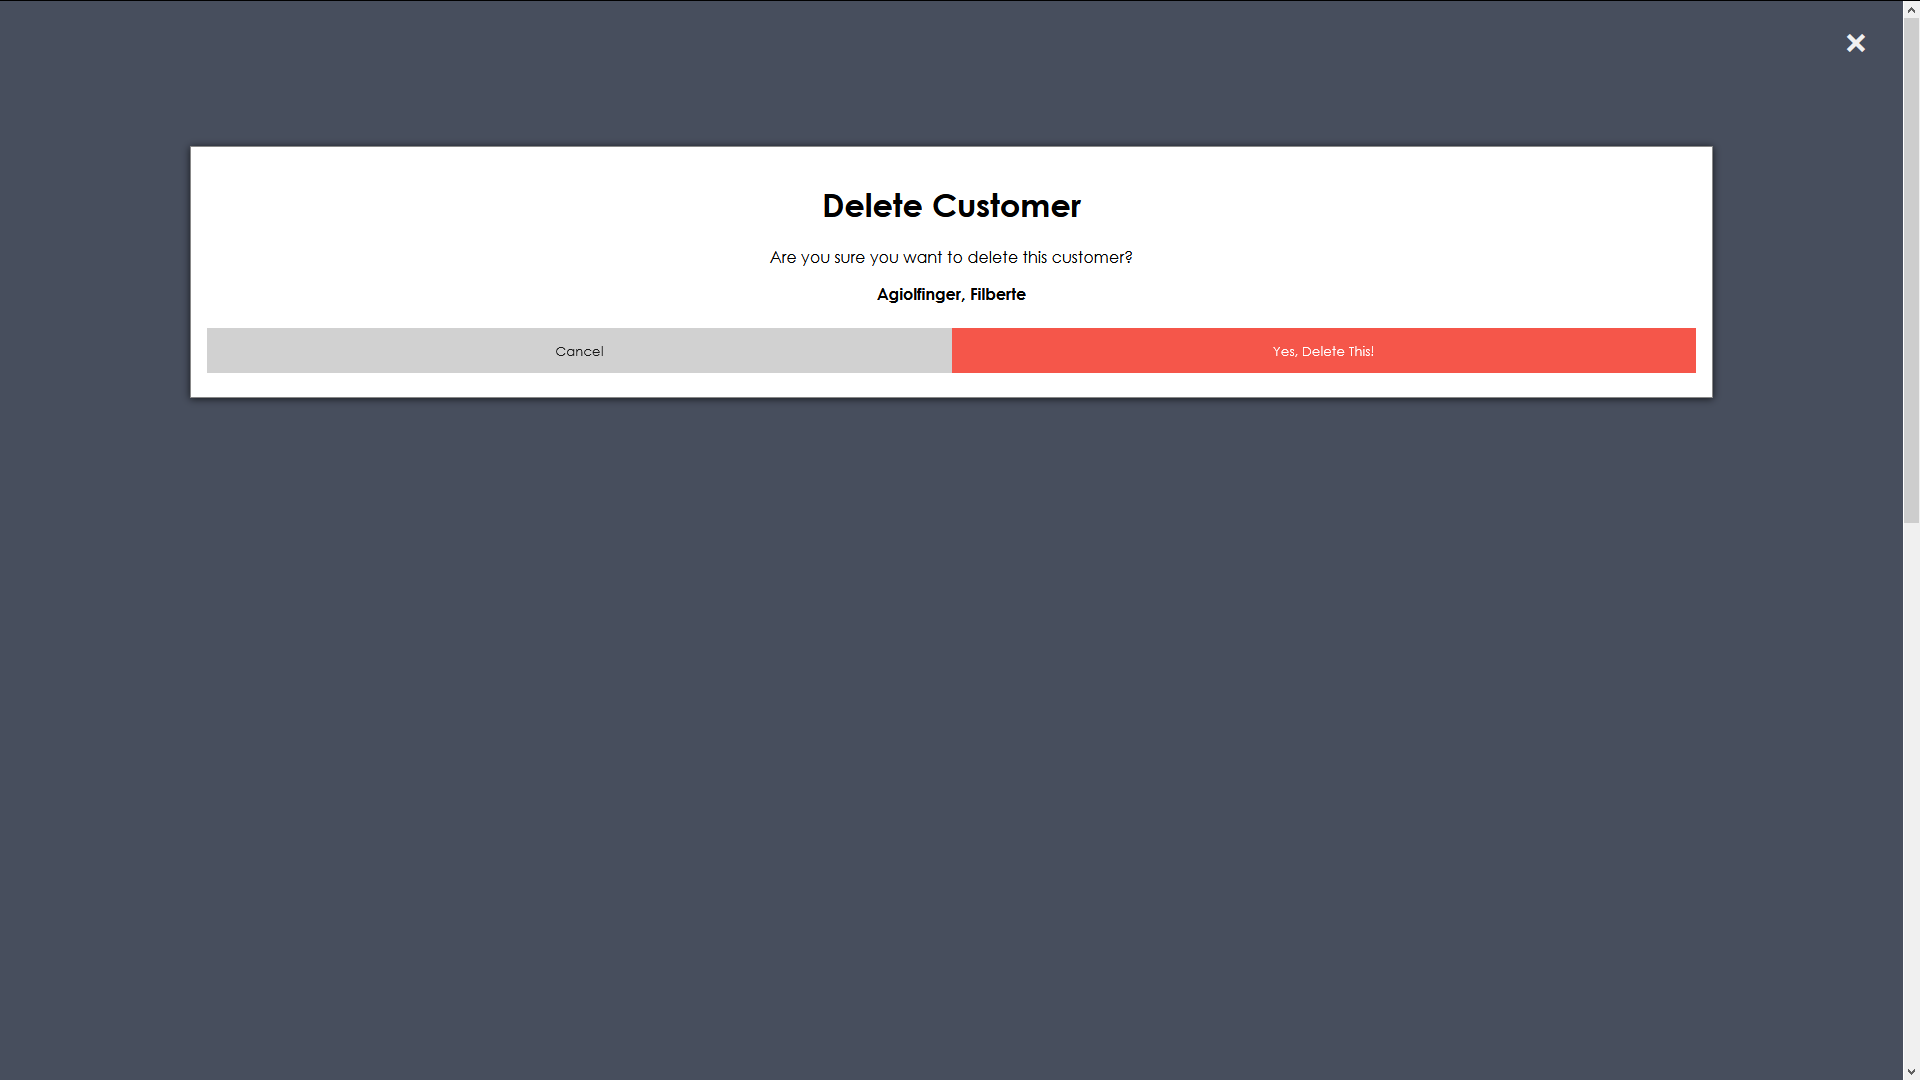 Delete Customer
Are you sure you want to delete this customer?
Agiolfinger, Filberte
Cancel
Yes, Delete This!